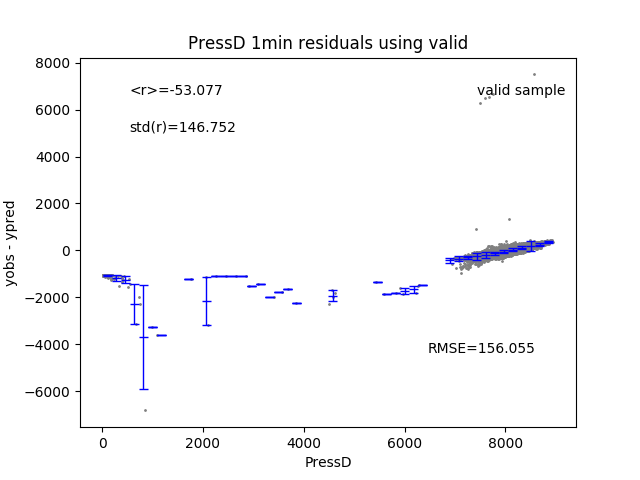 PressD 1min residuals using valid
8000
6000
4000
2000
0
−2000
−4000
−6000
yobs - ypred
<r>=-53.077
valid sample
std(r)=146.752
RMSE=156.055
0
2000
4000
6000
8000
PressD